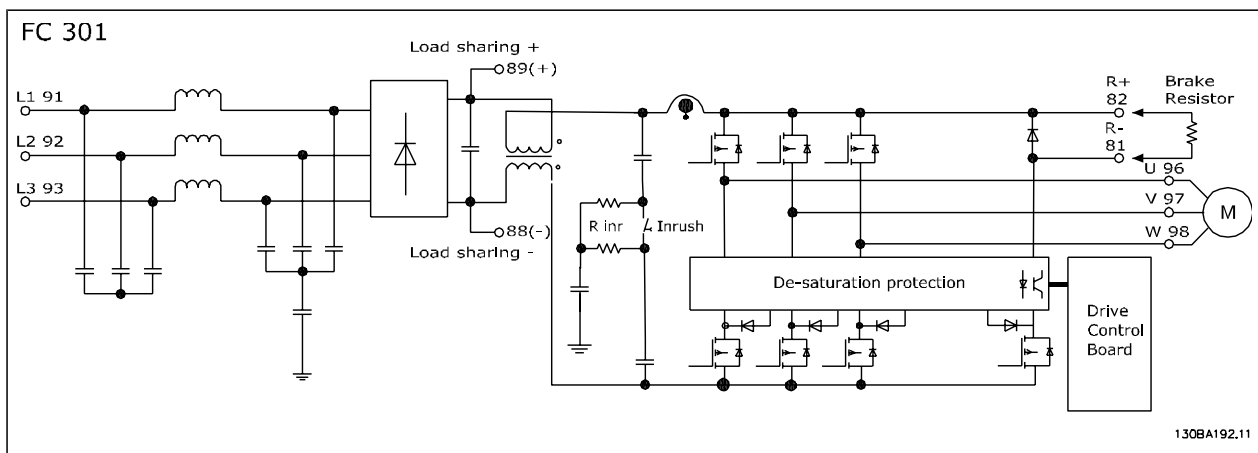 FC 301
Load sharing +
89(+)
L1 91
L2 92
L3 93
R inr
Inrush
88(-)
Load sharing -
R+
82
Brake
Resistor
R-
81
U 96
V 97
W 98
M
De-saturation protection
Drive
Control
Board
130BA192.11